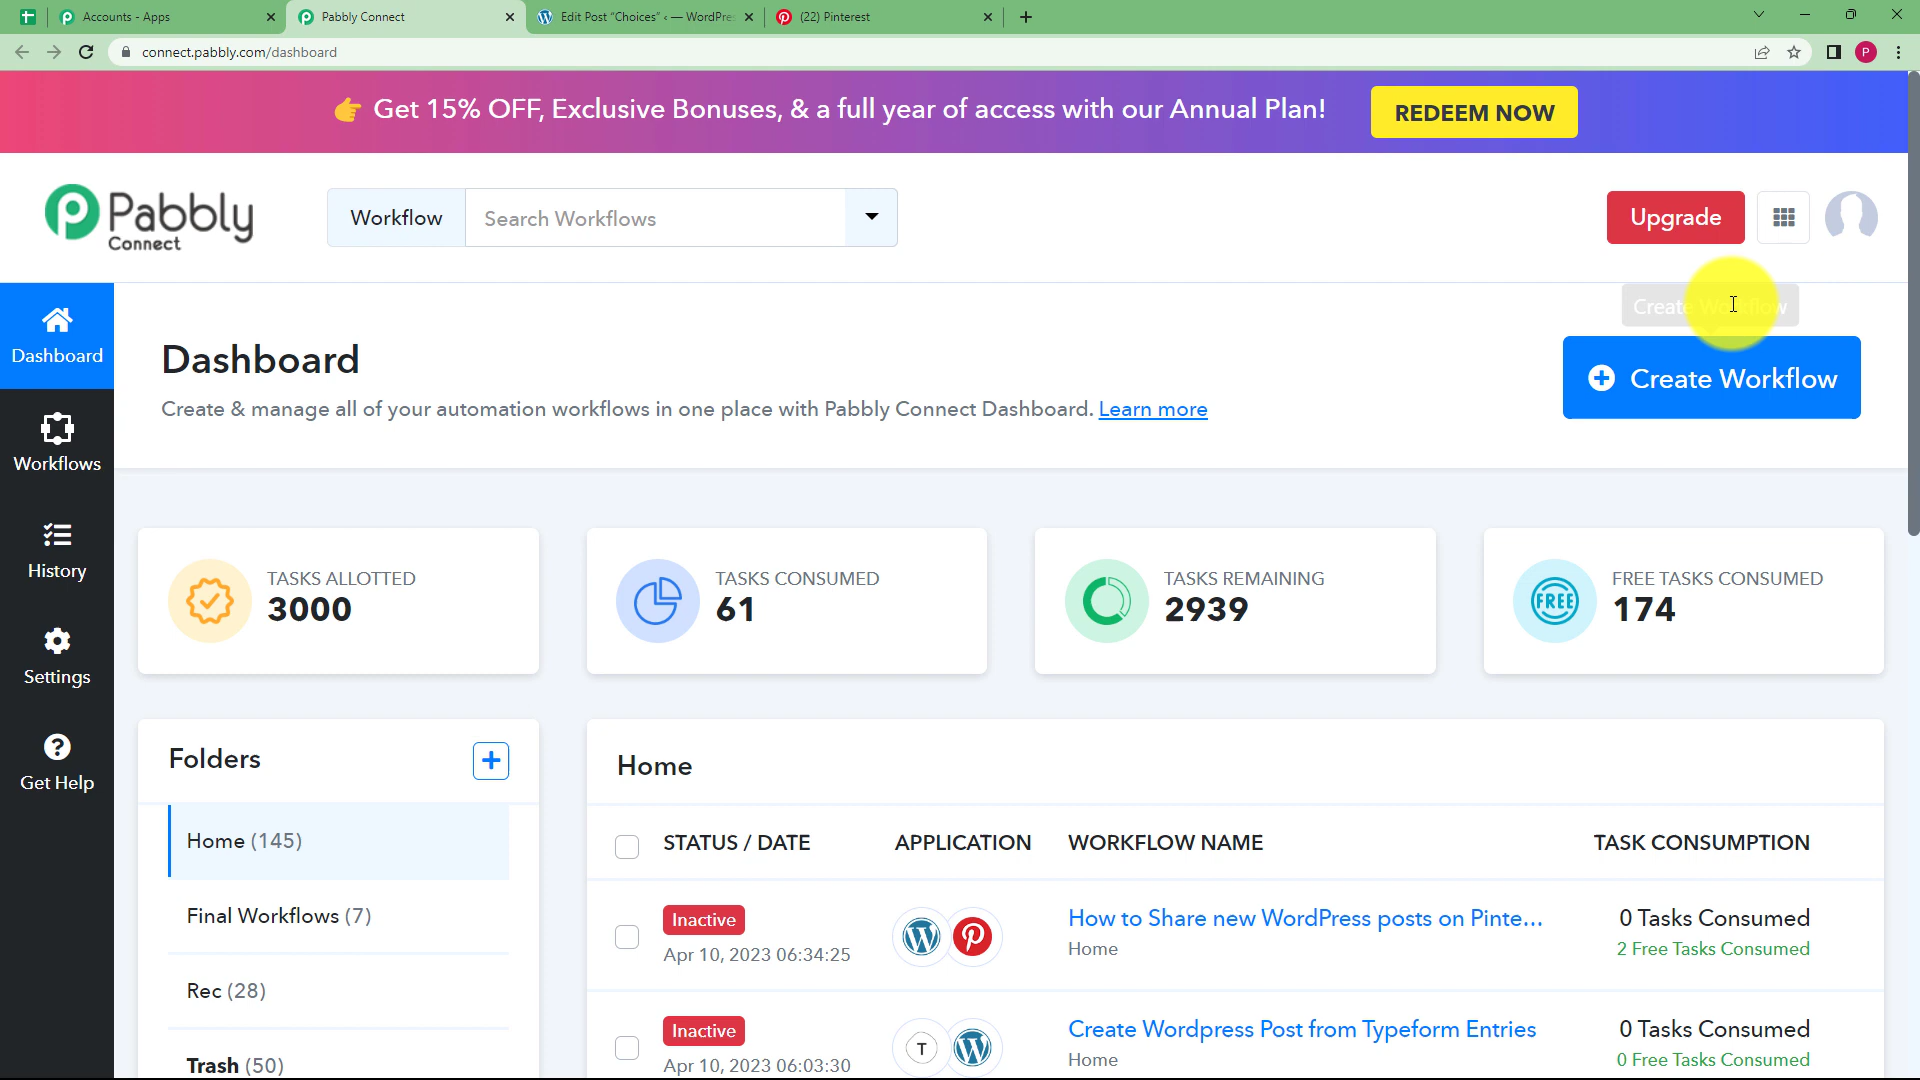 Accounts - Apps
Pabbly Connect
Edit Post "Choices" ‹ — WordPre
(22) Pinterest
connect.pabbly.com/dashboard
P
👉 Get 15% OFF, Exclusive Bonuses, & a full year of access with our Annual Plan!
REDEEM NOW
Pabbly
Connect
Workflow
Search Workflows
Upgrade
Create Workflow
Dashboard
Dashboard
Create Workflow
Create & manage all of your automation workflows in one place with Pabbly Connect Dashboard. Learn more
Workflows
History
Settings
Get Help
TASKS ALLOTTED
3000
TASKS CONSUMED
61
TASKS REMAINING
2939
FREE
FREE TASKS CONSUMED
174
Folders
Home (145)
Final Workflows (7)
Rec (28)
Trash (50)
Home
STATUS / DATE
APPLICATION
WORKFLOW NAME
TASK CONSUMPTION
Inactive
Apr 10, 2023 06:34:25
How to Share new WordPress posts on Pinte...
Home
0 Tasks Consumed
2 Free Tasks Consumed
Inactive
Apr 10, 2023 06:03:30
T
Create Wordpress Post from Typeform Entries
Home
0 Tasks Consumed
0 Free Tasks Consumed